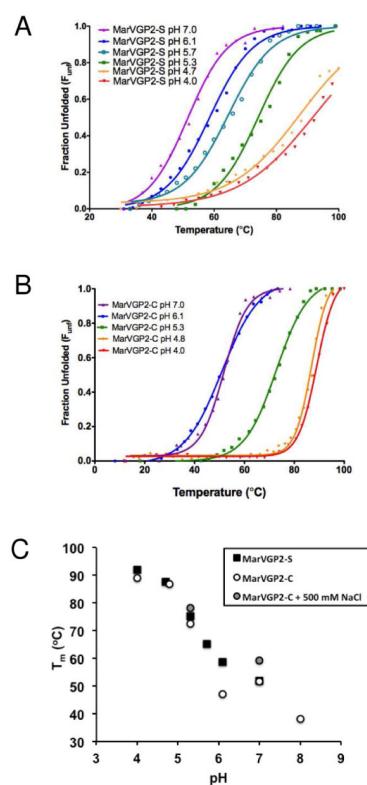 A
MarVGP2-S pH 7.0
MarVGP2-S pH 6.1
MarVGP2-S pH 5.7
MarVGP2-S pH 5.3
MarVGP2-S pH 4.7
MarVGP2-S pH 4.0
Fraction Unfolded (Funf)
1.0
0.8
0.6
0.4
0.2
0.0
20 40 60 80 100
Temperature (°C)
B
MarVGP2-C pH 7.0
MarVGP2-C pH 6.1
MarVGP2-C pH 5.3
MarVGP2-C pH 4.8
MarVGP2-C pH 4.0
Fraction Unfolded (Funf)
1.0
0.8
0.6
0.4
0.2
0.0
0 20 40 60 80 100
Temperature (°C)
C
MarVGP2-S
MarVGP2-C
MarVGP2-C + 500 mM NaCl
Tm (°C)
100
90
80
70
60
50
40
30
3 4 5 6 7 8 9
pH